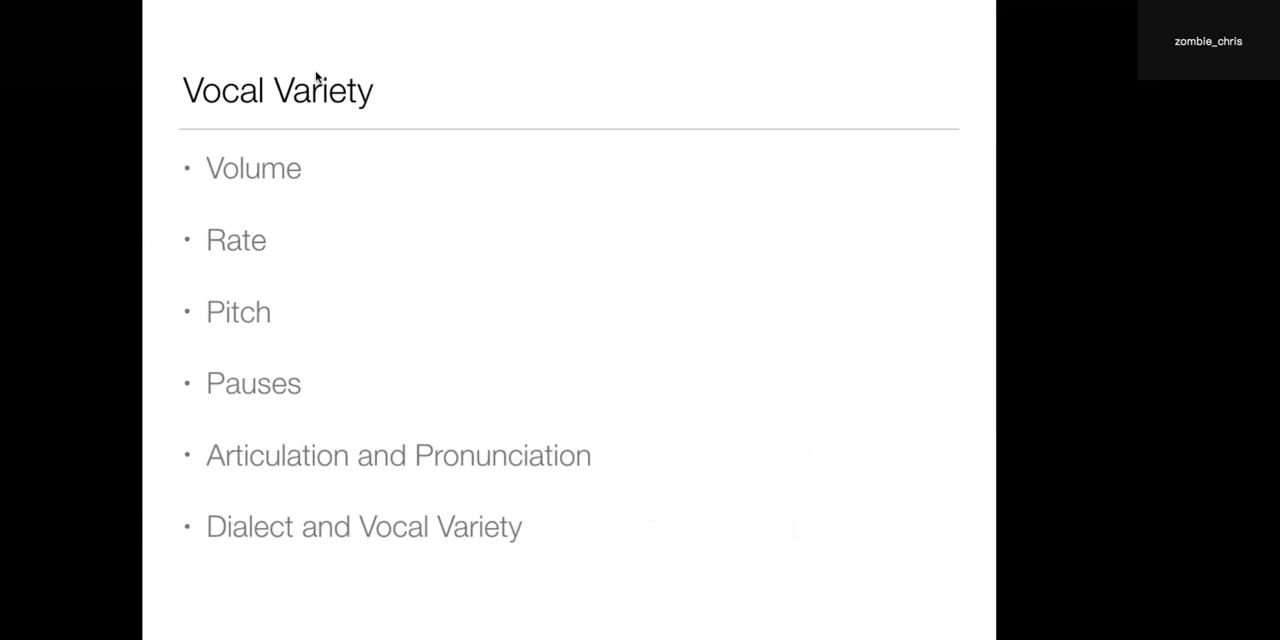 zombie_chris
Vocal Variety
• Volume
• Rate
• Pitch
• Pauses
• Articulation and Pronunciation
• Dialect and Vocal Variety